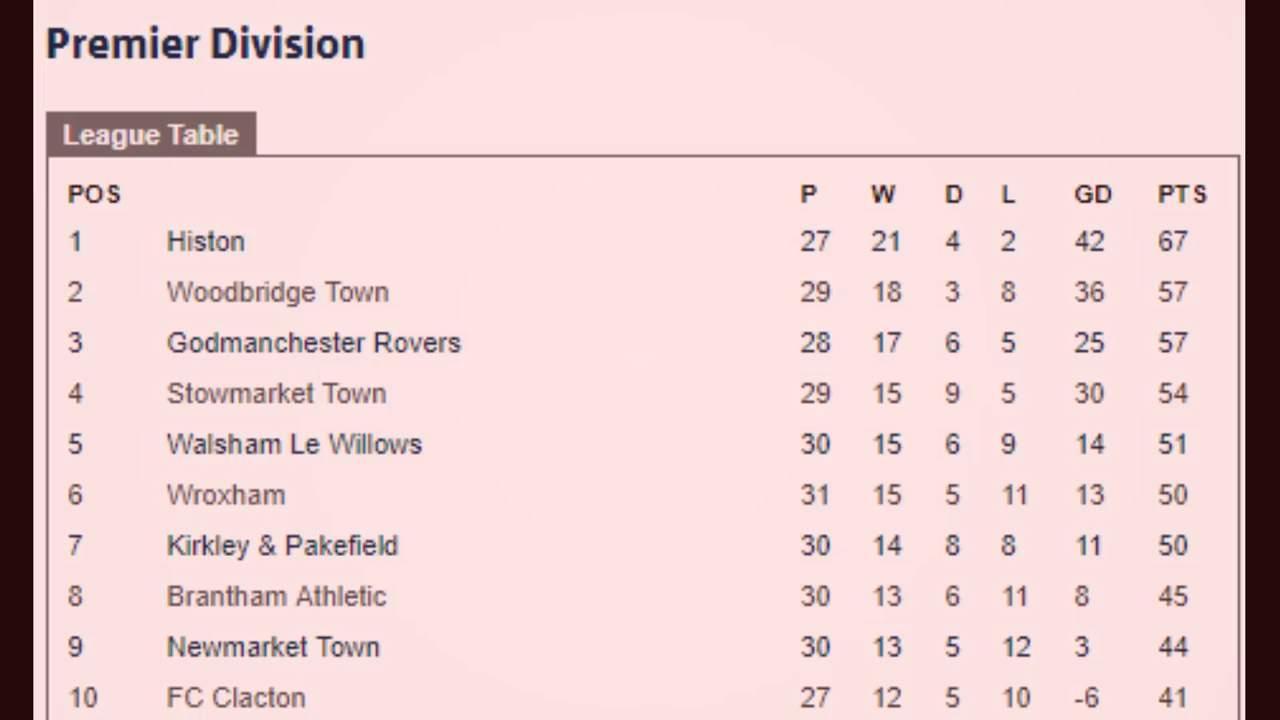 Premier Division
League Table
POS P W D L GD PTS
1 Histon 27 21 4 2 42 67
2 Woodbridge Town 29 18 3 8 36 57
3 Godmanchester Rovers 28 17 6 5 25 57
4 Stowmarket Town 29 15 9 5 30 54
5 Walsham Le Willows 30 15 6 9 14 51
6 Wroxham 31 15 5 11 13 50
7 Kirkley & Pakefield 30 14 8 8 11 50
8 Brantham Athletic 30 13 6 11 8 45
9 Newmarket Town 30 13 5 12 3 44
10 FC Clacton 27 12 5 10 -6 41